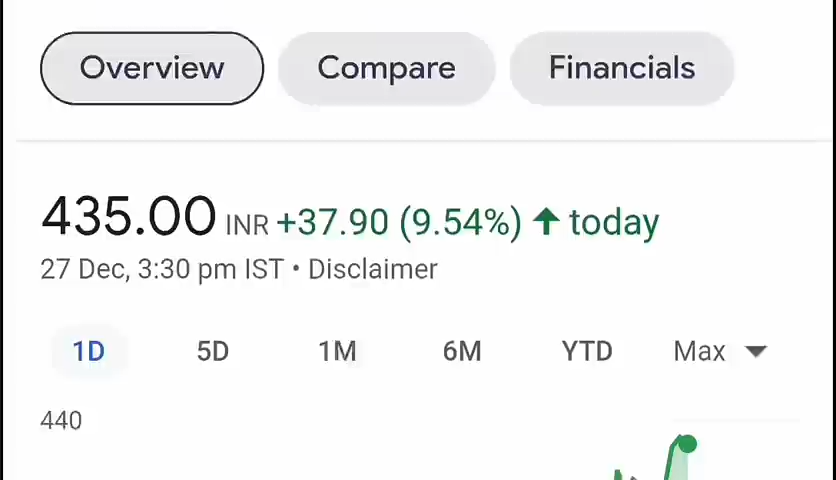 Overview Compare Financials
435.00 INR +37.90 (9.54%) ↑ today
27 Dec, 3:30 pm IST • Disclaimer
1D 5D 1M 6M YTD Max
440